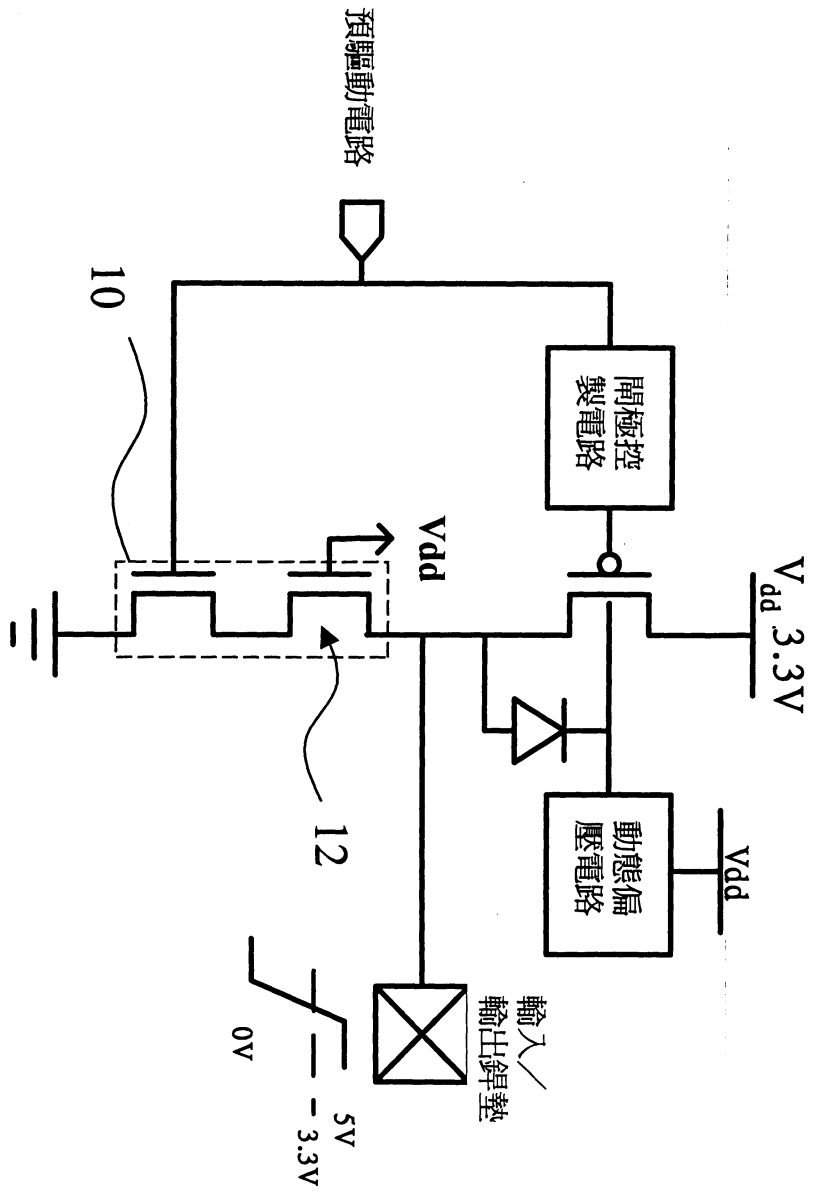 Vdd 3.3V
Vdd
閘極控
製電路
動態偏
壓電路
Vdd
輸入／
輸出銲墊
預驅動電路
5V
3.3V
0V
12
10